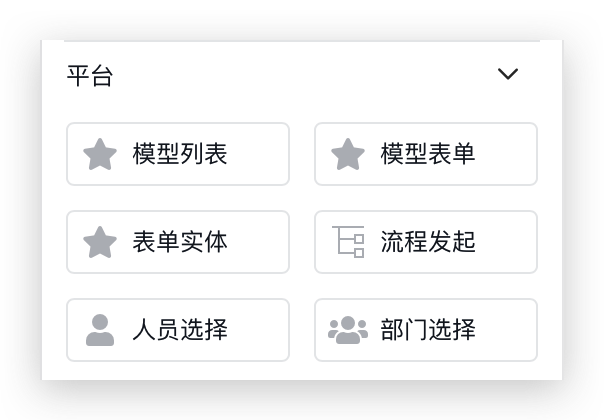 平台
模型列表
模型表单
表单实体
流程发起
人员选择
部门选择